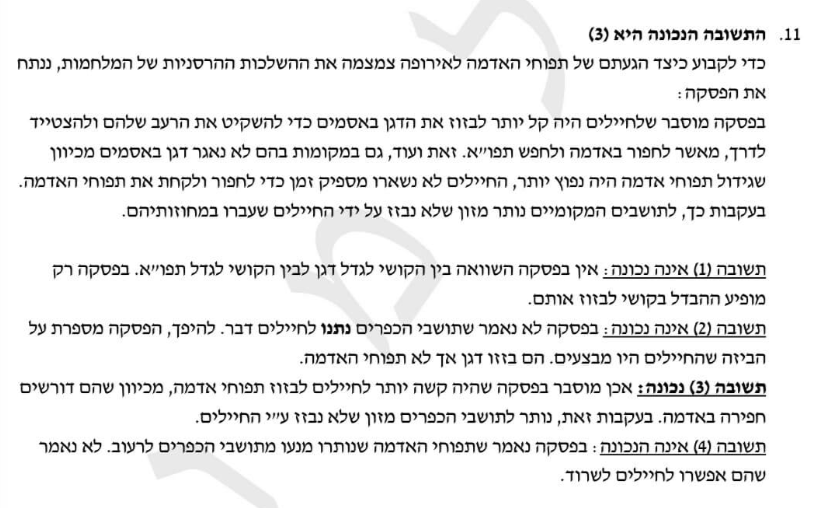 11. התשובה הנכונה היא (3)
כדי לקבוע כיצד הגעתם של תפוחי האדמה לאירופה צמצמה את ההשלכות ההרסניות של המלחמות, ננתח
את הפסקה:
בפסקה מוסבר שלחיילים היה קל יותר לבזוז את הדגן באסמים כדי להשקיט את הרעב שלהם ולהצטייד
לדרך, מאשר לחפור באדמה ולחפש תפו״א. זאת ועוד, גם במקומות בהם לא נאגר דגן באסמים מכיוון
שגידול תפוחי אדמה היה נפוץ יותר, החיילים לא נשארו מספיק זמן כדי לחפור ולקחת את תפוחי האדמה.
בעקבות כך, לתושבים המקומיים נותר מזון שלא נבזז על ידי החיילים שעברו במחוזותיהם.
תשובה (1) אינה נכונה: אין בפסקה השוואה בין הקושי לגדל דגן לבין הקושי לגדל תפו״א. בפסקה רק
מופיע ההבדל בקושי לבזוז אותם.
תשובה (2) אינה נכונה: בפסקה לא נאמר שתושבי הכפרים נתנו לחיילים דבר. להיפך, הפסקה מספרת על
הביזה שהחיילים היו מבצעים. הם בזזו דגן אך לא תפוחי האדמה.
תשובה (3) נכונה: אכן מוסבר בפסקה שהיה קשה יותר לחיילים לבזוז תפוחי אדמה, מכיוון שהם דורשים
חפירה באדמה. בעקבות זאת, נותר לתושבי הכפרים מזון שלא נבזז ע״י החיילים.
תשובה (4) אינה הנכונה: בפסקה נאמר שתפוחי האדמה שנותרו מנעו מתושבי הכפרים לרעוב. לא נאמר
שהם אפשרו לחיילים לשרוד.